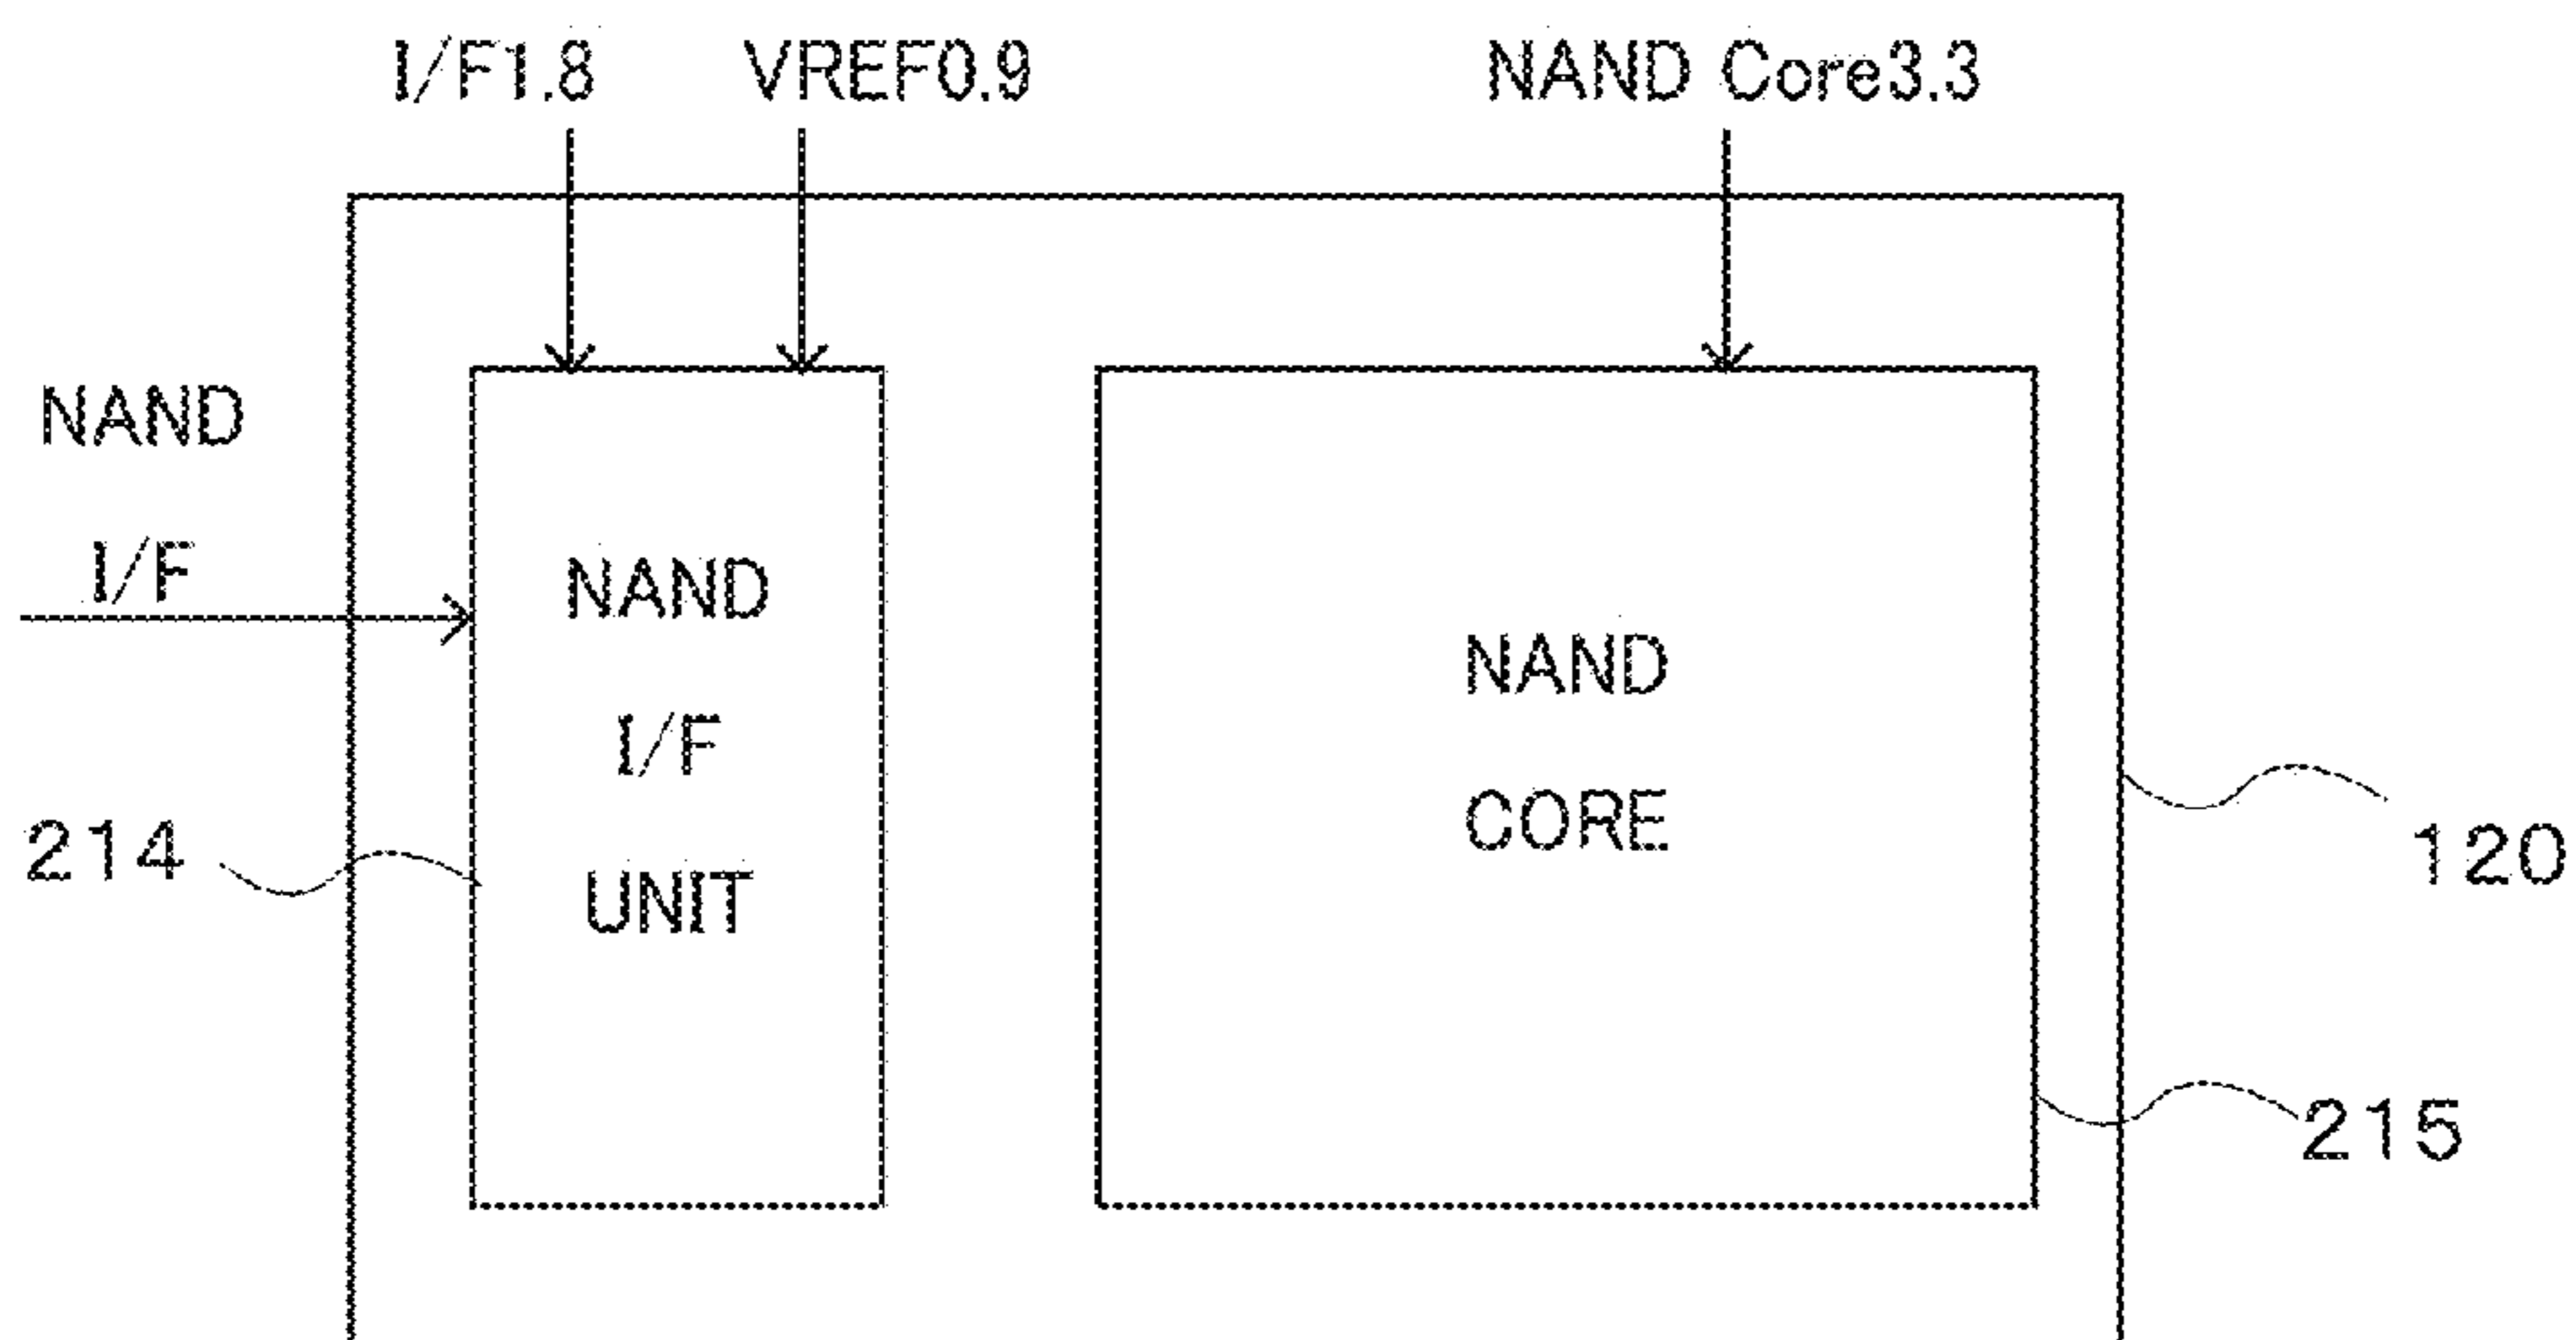 I/F1.8
VREF0.9
NAND Core3.3
NAND
I/F
NAND
I/F
UNIT
NAND
CORE
214
120
215